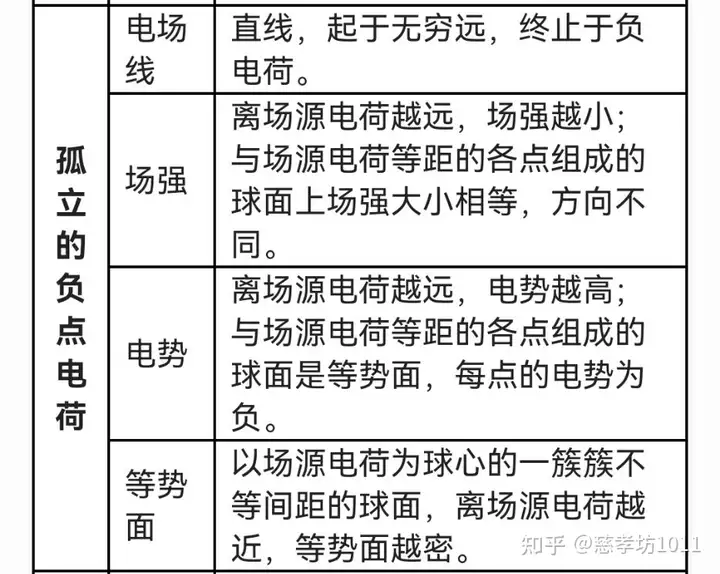 孤立的负点电荷
电场
线
直线，起于无穷远，终止于负
电荷。
场强
离场源电荷越远，场强越小；
与场源电荷等距的各点组成的
球面上场强大小相等，方向不
同。
电势
离场源电荷越远，电势越高；
与场源电荷等距的各点组成的
球面是等势面，每点的电势为
负。
等势
面
以场源电荷为球心的一簇簇不
等间距的球面，离场源电荷越
近，等势面越密。
知乎 @慈孝坊1011